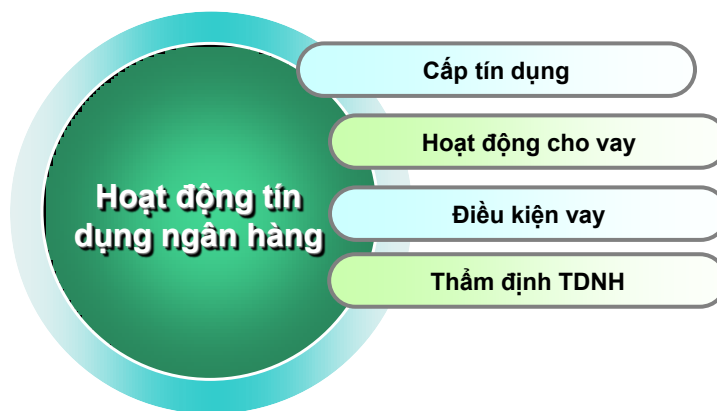 Hoạt động tín
dụng ngân hàng
Cấp tín dụng
Hoạt động cho vay
Điều kiện vay
Thẩm định TDNH